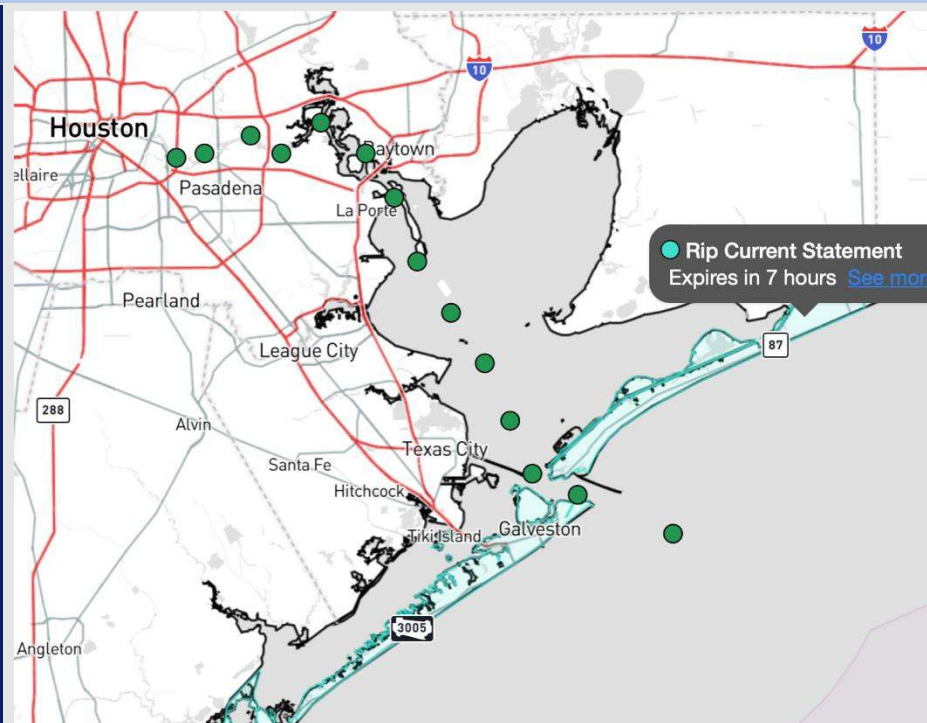 10
10
Houston
Baytown
ellaire
Pasadena
La Porte
Rip Current Statement
Expires in 7 hours See mor
Pearland
87
League City
288
Alvin
Texas City
Santa Fe
Hitchcock
Tiki Island
Galveston
3005
Angleton